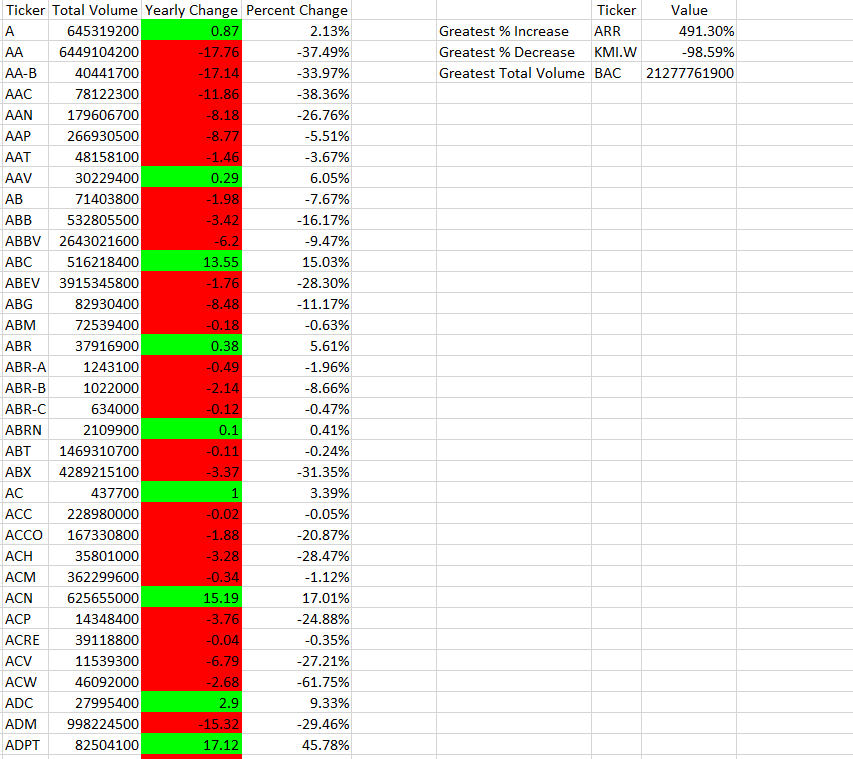 Ticker Total Volume Yearly Change Percent Change Ticker Value
A 645319200 0.87 2.13% Greatest % Increase ARR 491.30%
AA 6449104200 -17.76 -37.49% Greatest % Decrease KMI.W -98.59%
AA-B 40441700 -17.14 -33.97% Greatest Total Volume BAC 21277761900
AAC 78122300 -11.86 -38.36%
AAN 179606700 -8.18 -26.76%
AAP 266930500 -8.77 -5.51%
AAT 48158100 -1.46 -3.67%
AAV 30229400 0.29 6.05%
AB 71403800 -1.98 -7.67%
ABB 532805500 -3.42 -16.17%
ABBV 2643021600 -6.2 -9.47%
ABC 516218400 13.55 15.03%
ABEV 3915345800 -1.76 -28.30%
ABG 82930400 -8.48 -11.17%
ABM 72539400 -0.18 -0.63%
ABR 37916900 0.38 5.61%
ABR-A 1243100 -0.49 -1.96%
ABR-B 1022000 -2.14 -8.66%
ABR-C 634000 -0.12 -0.47%
ABRN 2109900 0.1 0.41%
ABT 1469310700 -0.11 -0.24%
ABX 4289215100 -3.37 -31.35%
AC 437700 1 3.39%
ACC 228980000 -0.02 -0.05%
ACCO 167330800 -1.88 -20.87%
ACH 35801000 -3.28 -28.47%
ACM 362299600 -0.34 -1.12%
ACN 625655000 15.19 17.01%
ACP 14348400 -3.76 -24.88%
ACRE 39118800 -0.04 -0.35%
ACV 11539300 -6.79 -27.21%
ACW 46092000 -2.68 -61.75%
ADC 27995400 2.9 9.33%
ADM 998224500 -15.32 -29.46%
ADPT 82504100 17.12 45.78%